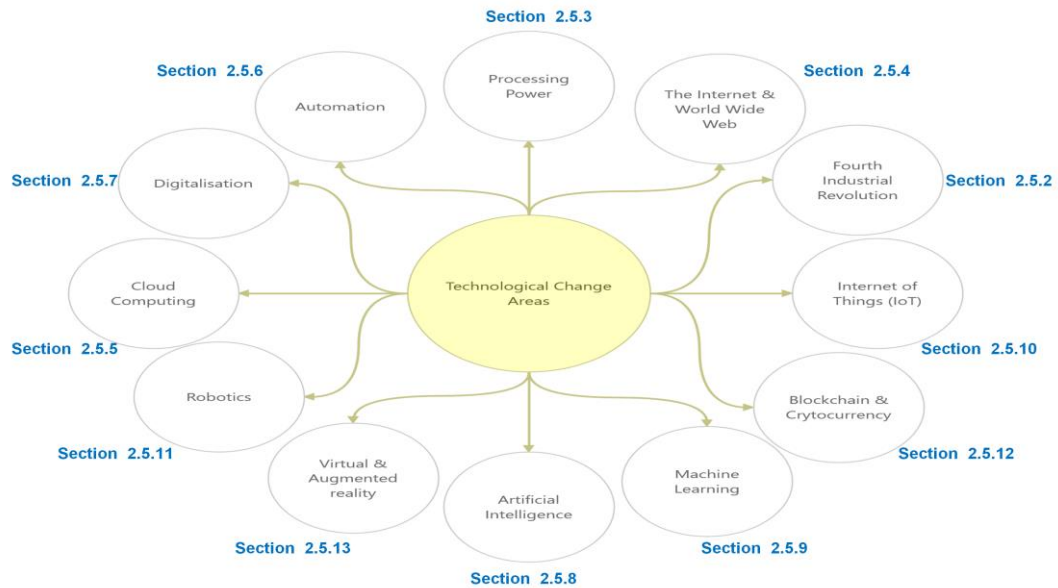 Section 2.5.3
Processing
Power
Section 2.5.6
Automation
Section 2.5.4
The Internet &
World Wide
Web
Section 2.5.7
Digitalisation
Fourth
Industrial
Revolution
Section 2.5.2
Cloud
Computing
Section 2.5.5
Technological Change
Areas
Internet of
Things (IoT)
Section 2.5.10
Robotics
Section 2.5.11
Blockchain &
Crytocurrency
Section 2.5.12
Virtual &
Augmented
reality
Section 2.5.13
Artificial
Intelligence
Section 2.5.8
Machine
Learning
Section 2.5.9